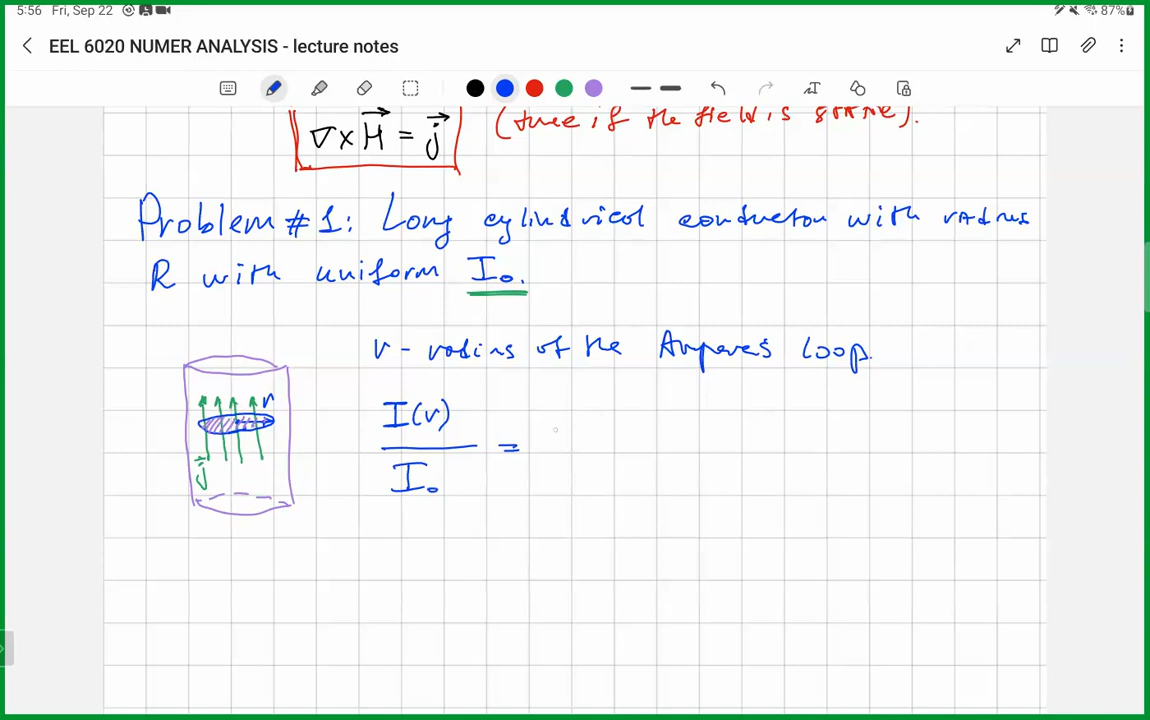 5:56 Fri, Sep 22 87%
EEL 6020 NUMER ANALYSIS - lecture notes
∇×H⃗ = j⃗ (true if the field is
Problem #1: Long cylindrical conductor with radius
R with uniform I₀.
r - radius of the Ampere's loop.
r
I(r)
=
I₀
j⃗